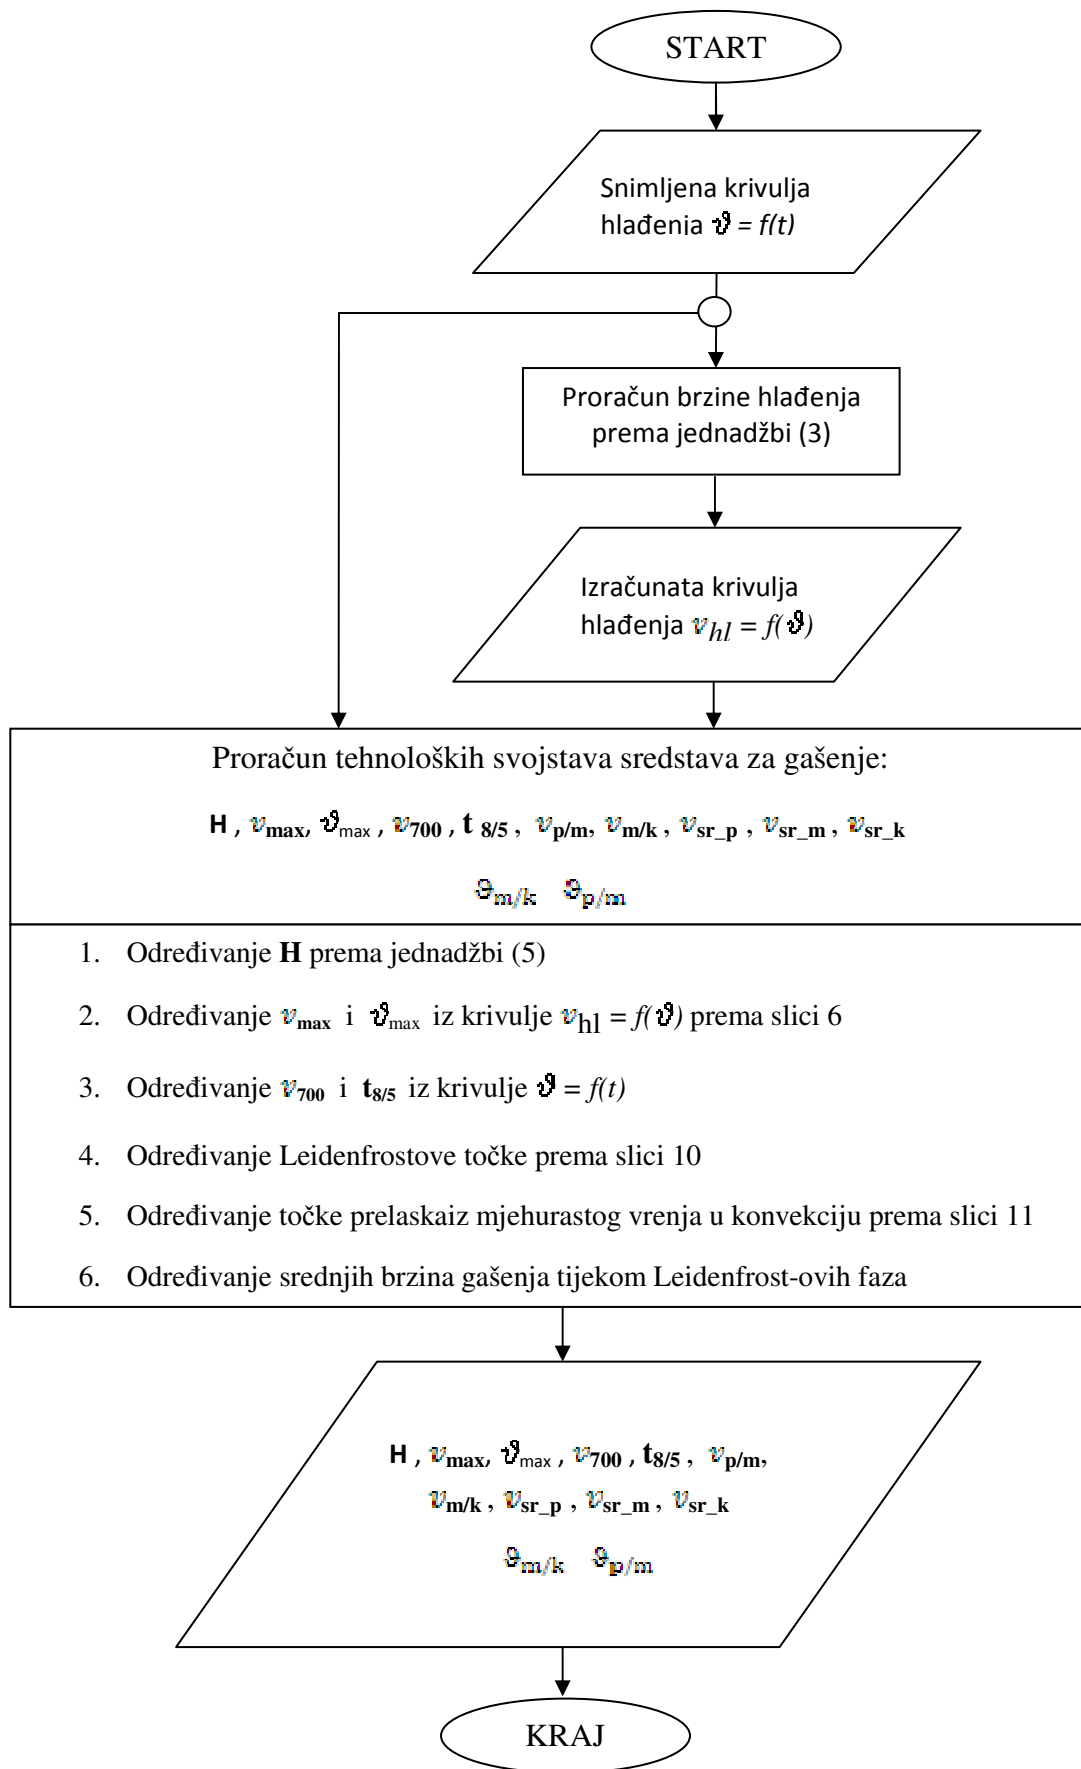 START
Snimljena krivulja
hlađenia ϑ = f(t)
Proračun brzine hlađenja
prema jednadžbi (3)
Izračunata krivulja
hlađenja v_hl = f(ϑ)
Proračun tehnoloških svojstava sredstava za gašenje:
H , v_max, ϑ_max , v_700 , t 8/5 , v_p/m, v_m/k , v_sr_p , v_sr_m , v_sr_k
ϑ_m/k ϑ_p/m
1. Određivanje H prema jednadžbi (5)
2. Određivanje v_max i ϑ_max iz krivulje v_hl = f(ϑ) prema slici 6
3. Određivanje v_700 i t_8/5 iz krivulje ϑ = f(t)
4. Određivanje Leidenfrostove točke prema slici 10
5. Određivanje točke prelaskaiz mjehurastog vrenja u konvekciju prema slici 11
6. Određivanje srednjih brzina gašenja tijekom Leidenfrost-ovih faza
H , v_max, ϑ_max , v_700 , t_8/5 , v_p/m,
v_m/k , v_sr_p , v_sr_m , v_sr_k
ϑ_m/k ϑ_p/m
KRAJ